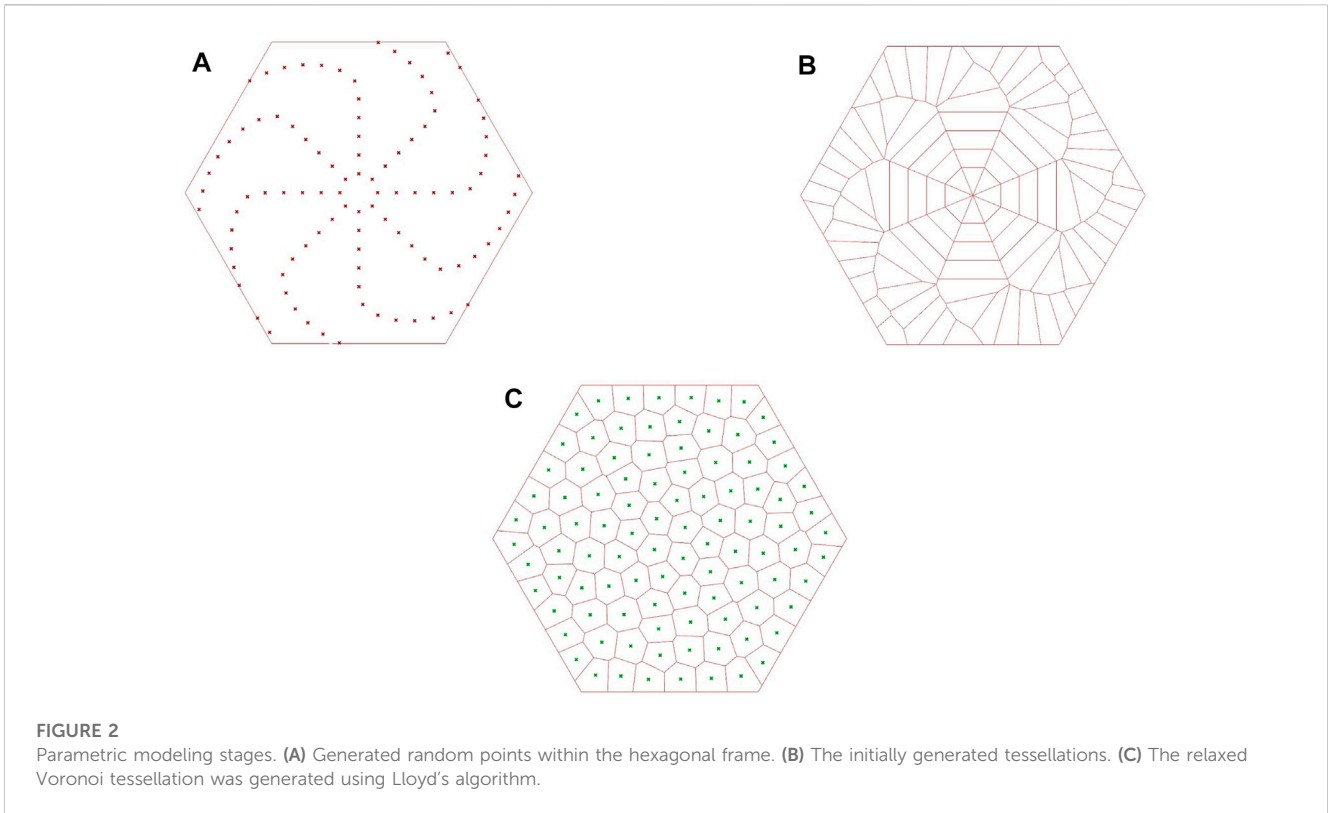 A
B
C
FIGURE 2
Parametric modeling stages. (A) Generated random points within the hexagonal frame. (B) The initially generated tessellations. (C) The relaxed
Voronoi tessellation was generated using Lloyd's algorithm.